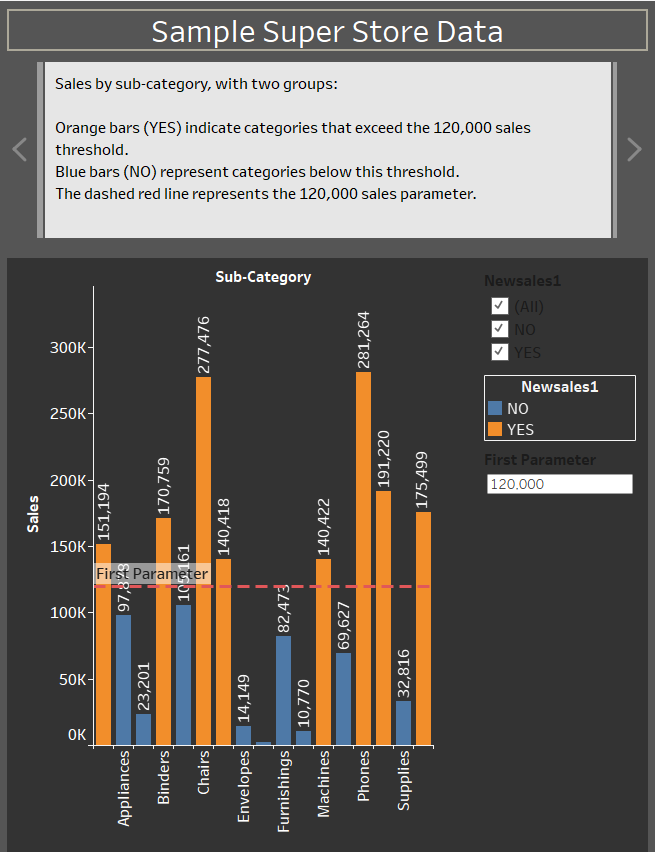 Sample Super Store Data
Sales by sub-category, with two groups:
Orange bars (YES) indicate categories that exceed the 120,000 sales
threshold.
Blue bars (NO) represent categories below this threshold.
The dashed red line represents the 120,000 sales parameter.
Sub-Category
Newsales1
(All)
NO
YES
Newsales1
NO
YES
First Parameter
120,000
Sales
300K
250K
200K
150K
100K
50K
0K
First Parameter
151,194
23,201
170,759
277,476
140,418
14,149
82,473
10,770
140,422
69,627
281,264
191,220
32,816
175,499
Appliances
Binders
Chairs
Envelopes
Furnishings
Machines
Phones
Supplies